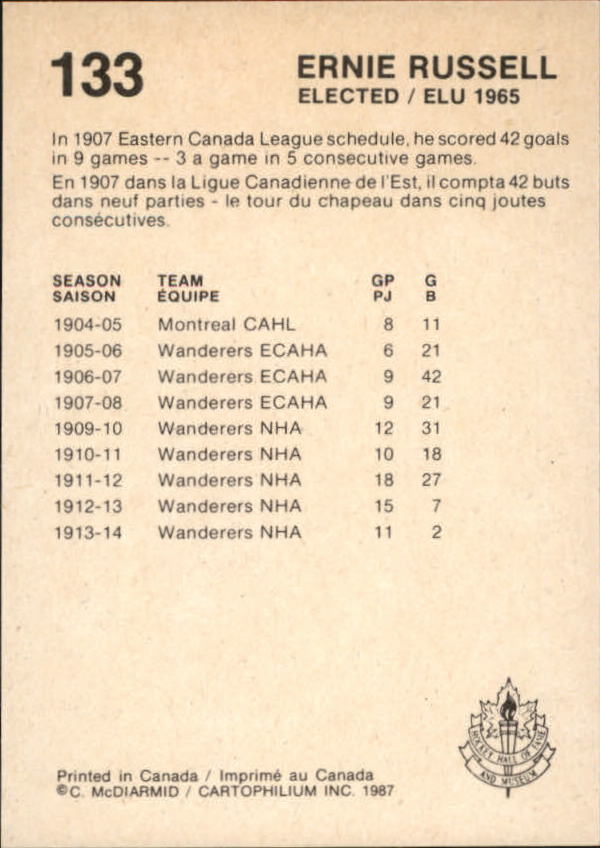 133
ERNIE RUSSELL
ELECTED / ELU 1965
In 1907 Eastern Canada League schedule, he scored 42 goals
in 9 games -- 3 a game in 5 consecutive games.
En 1907 dans la Ligue Canadienne de l'Est, il compta 42 buts
dans neuf parties - le tour du chapeau dans cinq joutes
consécutives.
SEASON TEAM GP G
SAISON ÉQUIPE PJ B
1904-05 Montreal CAHL 8 11
1905-06 Wanderers ECAHA 6 21
1906-07 Wanderers ECAHA 9 42
1907-08 Wanderers ECAHA 9 21
1909-10 Wanderers NHA 12 31
1910-11 Wanderers NHA 10 18
1911-12 Wanderers NHA 18 27
1912-13 Wanderers NHA 15 7
1913-14 Wanderers NHA 11 2
HOCKEY HALL OF FAME
AND MUSEUM
Printed in Canada / Imprimé au Canada
©C. McDIARMID / CARTOPHILIUM INC. 1987